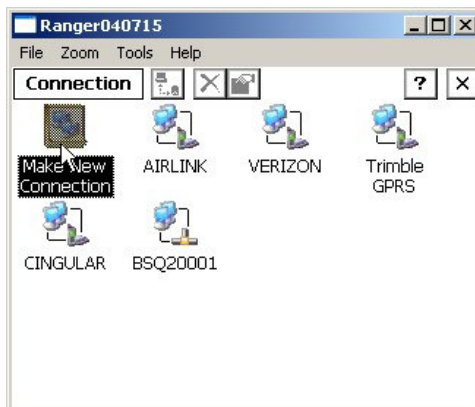 Ranger040715
File Zoom Tools Help
Connection ?
Make New
Connection
AIRLINK
VERIZON
Trimble
GPRS
CINGULAR
BSQ20001